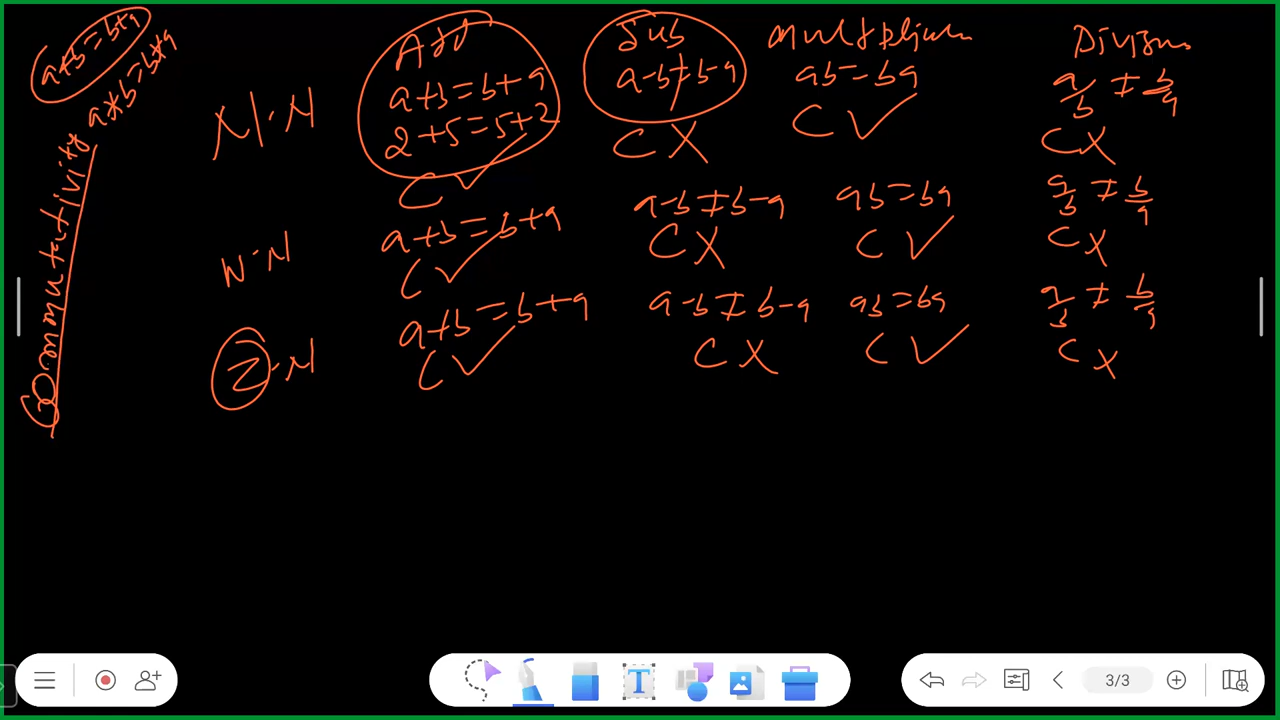 a+b=b+a
a*b=b*a
Commutativity
Add Sub Multiplication Division
N.N a+b=b+a a-b≠b-a ab=ba a/b ≠ b/a
2+5=5+2
C✓ C X C✓ C X
W.N a+b=b+a a-b≠b-a ab=ba a/b ≠ b/a
C✓ C X C✓ C X
Z.N a+b=b+a a-b≠b-a ab=ba a/b ≠ b/a
C✓ C X C✓ C X
T
3/3